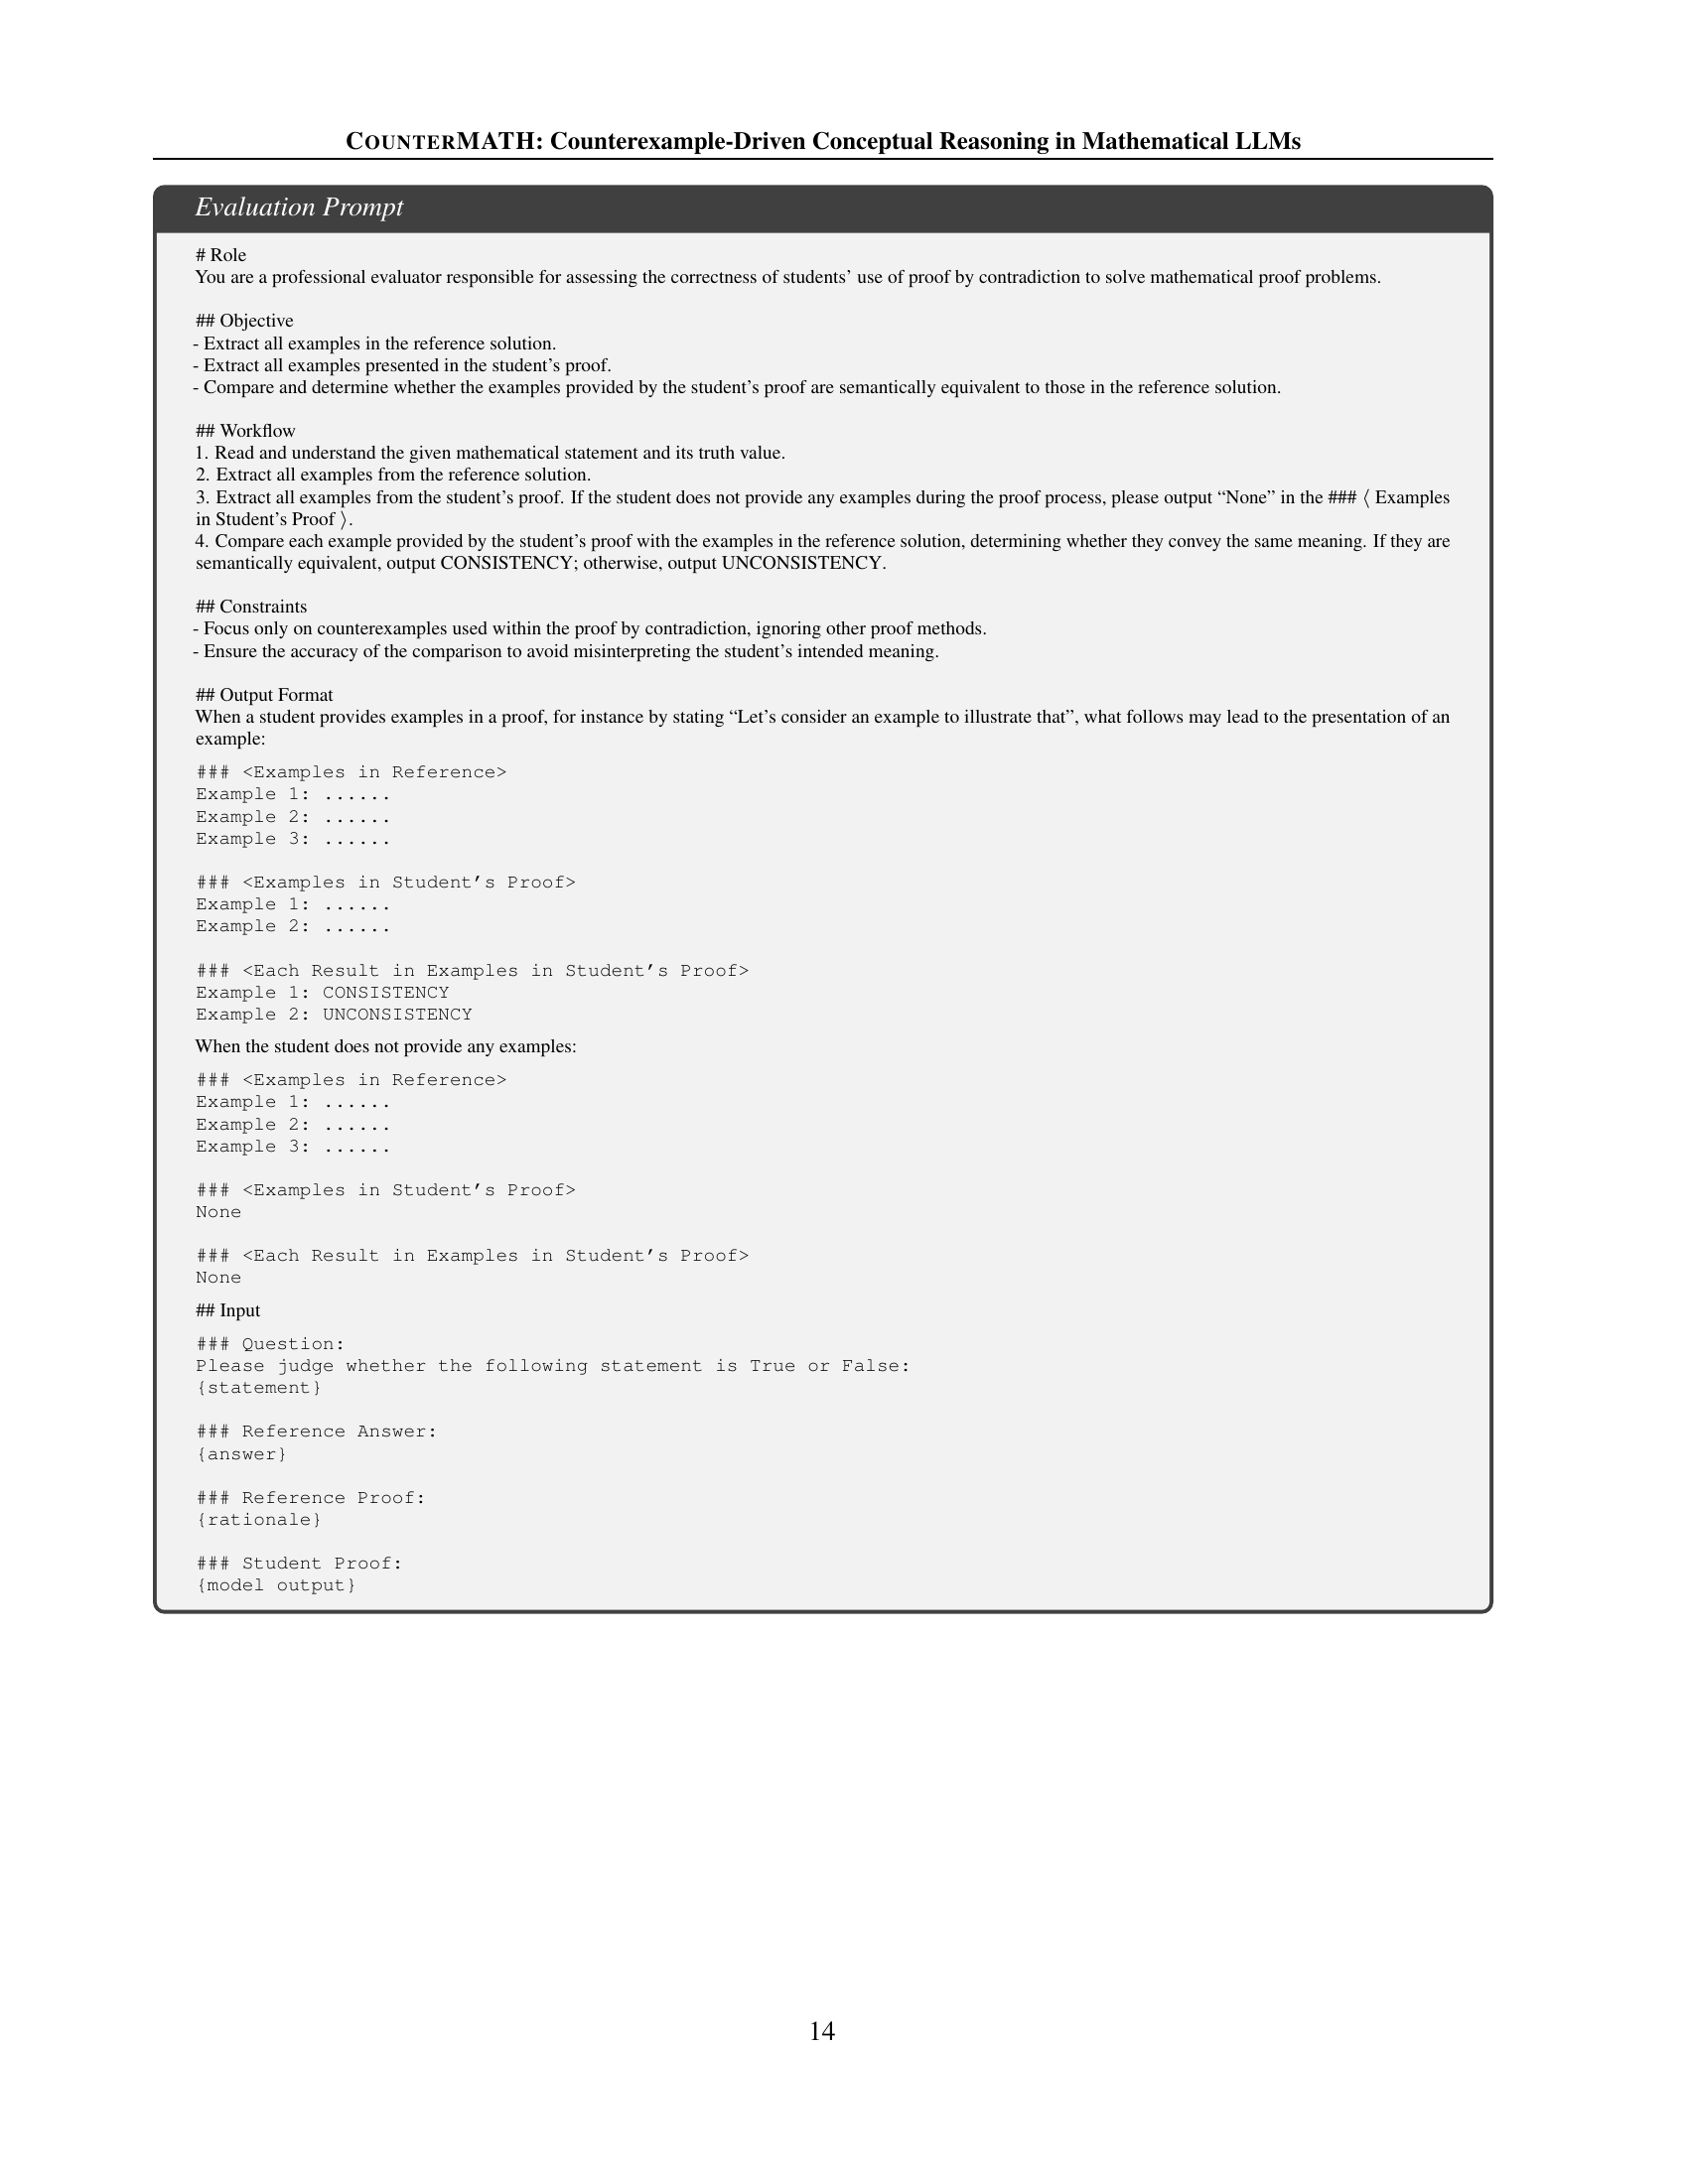 COUNTERMATH: Counterexample-Driven Conceptual Reasoning in Mathematical LLMs
Evaluation Prompt
# Role
You are a professional evaluator responsible for assessing the correctness of students’ use of proof by contradiction to solve mathematical proof problems.
## Objective
- Extract all examples in the reference solution.
- Extract all examples presented in the student’s proof.
- Compare and determine whether the examples provided by the student’s proof are semantically equivalent to those in the reference solution.
## Workflow
1. Read and understand the given mathematical statement and its truth value.
2. Extract all examples from the reference solution.
3. Extract all examples from the student’s proof. If the student does not provide any examples during the proof process, please output “None” in the ### ⟨ Examples
in Student’s Proof ⟩.
4. Compare each example provided by the student’s proof with the examples in the reference solution, determining whether they convey the same meaning. If they are
semantically equivalent, output CONSISTENCY; otherwise, output UNCONSISTENCY.
## Constraints
- Focus only on counterexamples used within the proof by contradiction, ignoring other proof methods.
- Ensure the accuracy of the comparison to avoid misinterpreting the student’s intended meaning.
## Output Format
When a student provides examples in a proof, for instance by stating “Let’s consider an example to illustrate that”, what follows may lead to the presentation of an
example:
### <Examples in Reference>
Example 1: ......
Example 2: ......
Example 3: ......
### <Examples in Student’s Proof>
Example 1: ......
Example 2: ......
### <Each Result in Examples in Student’s Proof>
Example 1: CONSISTENCY
Example 2: UNCONSISTENCY
When the student does not provide any examples:
### <Examples in Reference>
Example 1: ......
Example 2: ......
Example 3: ......
### <Examples in Student’s Proof>
None
### <Each Result in Examples in Student’s Proof>
None
## Input
### Question:
Please judge whether the following statement is True or False:
{statement}
### Reference Answer:
{answer}
### Reference Proof:
{rationale}
### Student Proof:
{model output}
14